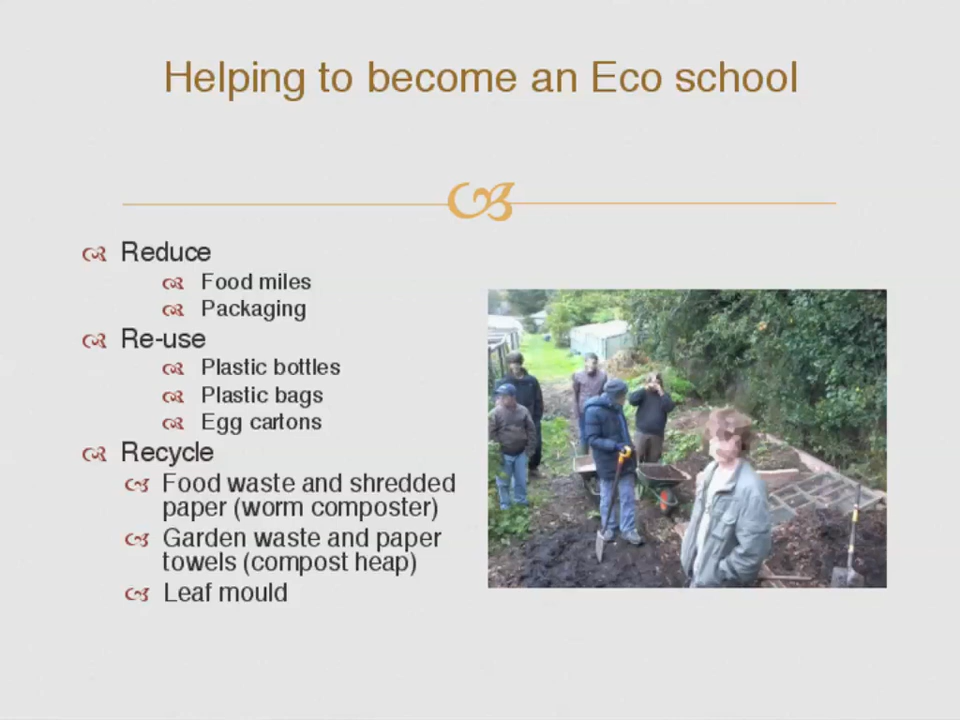 Helping to become an Eco school
Reduce
Food miles
Packaging
Re-use
Plastic bottles
Plastic bags
Egg cartons
Recycle
Food waste and shredded
paper (worm composter)
Garden waste and paper
towels (compost heap)
Leaf mould